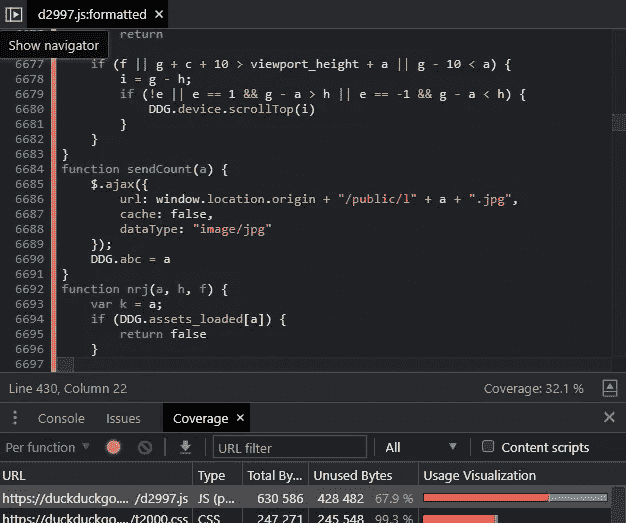 d2997.js:formatted ×
Show navigator
return
6677 if (f || g + c + 10 > viewport_height + a || g - 10 < a) {
6678 i = g - h;
6679 if (!e || e == 1 && g - a > h || e == -1 && g - a < h) {
6680 DDG.device.scrollTop(i)
6681 }
6682 }
6683 }
6684 function sendCount(a) {
6685 $.ajax({
6686 url: window.location.origin + "/public/l" + a + ".jpg",
6687 cache: false,
6688 dataType: "image/jpg"
6689 });
6690 DDG.abc = a
6691 }
6692 function nrj(a, h, f) {
6693 var k = a;
6694 if (DDG.assets_loaded[a]) {
6695 return false
6696 }
6697
Line 430, Column 22 Coverage: 32.1 %
Console Issues Coverage ×
Per function URL filter All Content scripts
URL Type Total By... Unused Bytes Usage Visualization
https://duckduckgo.... /d2997.js JS (p... 630 586 428 482 67.9 %
https://duckduckgo.... /t2000.css CSS 247 271 245 548 99.3 %